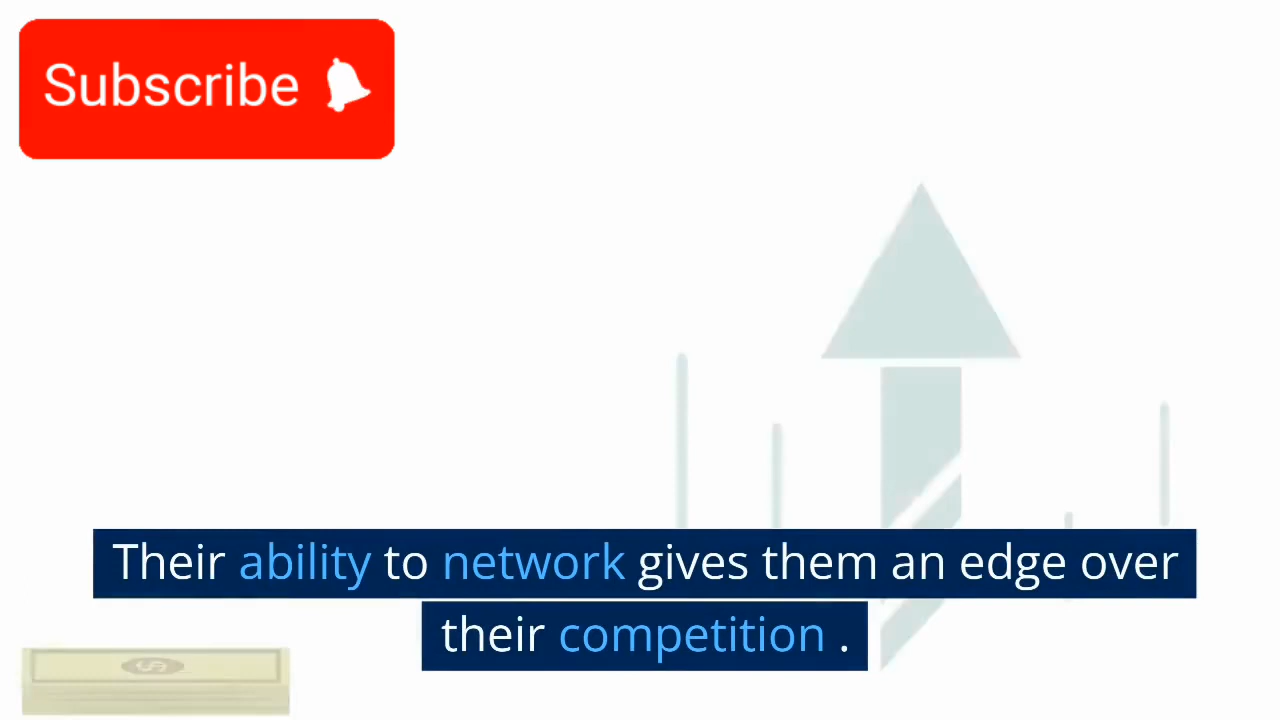 Subscribe
Their ability to network gives them an edge over
their competition .
$